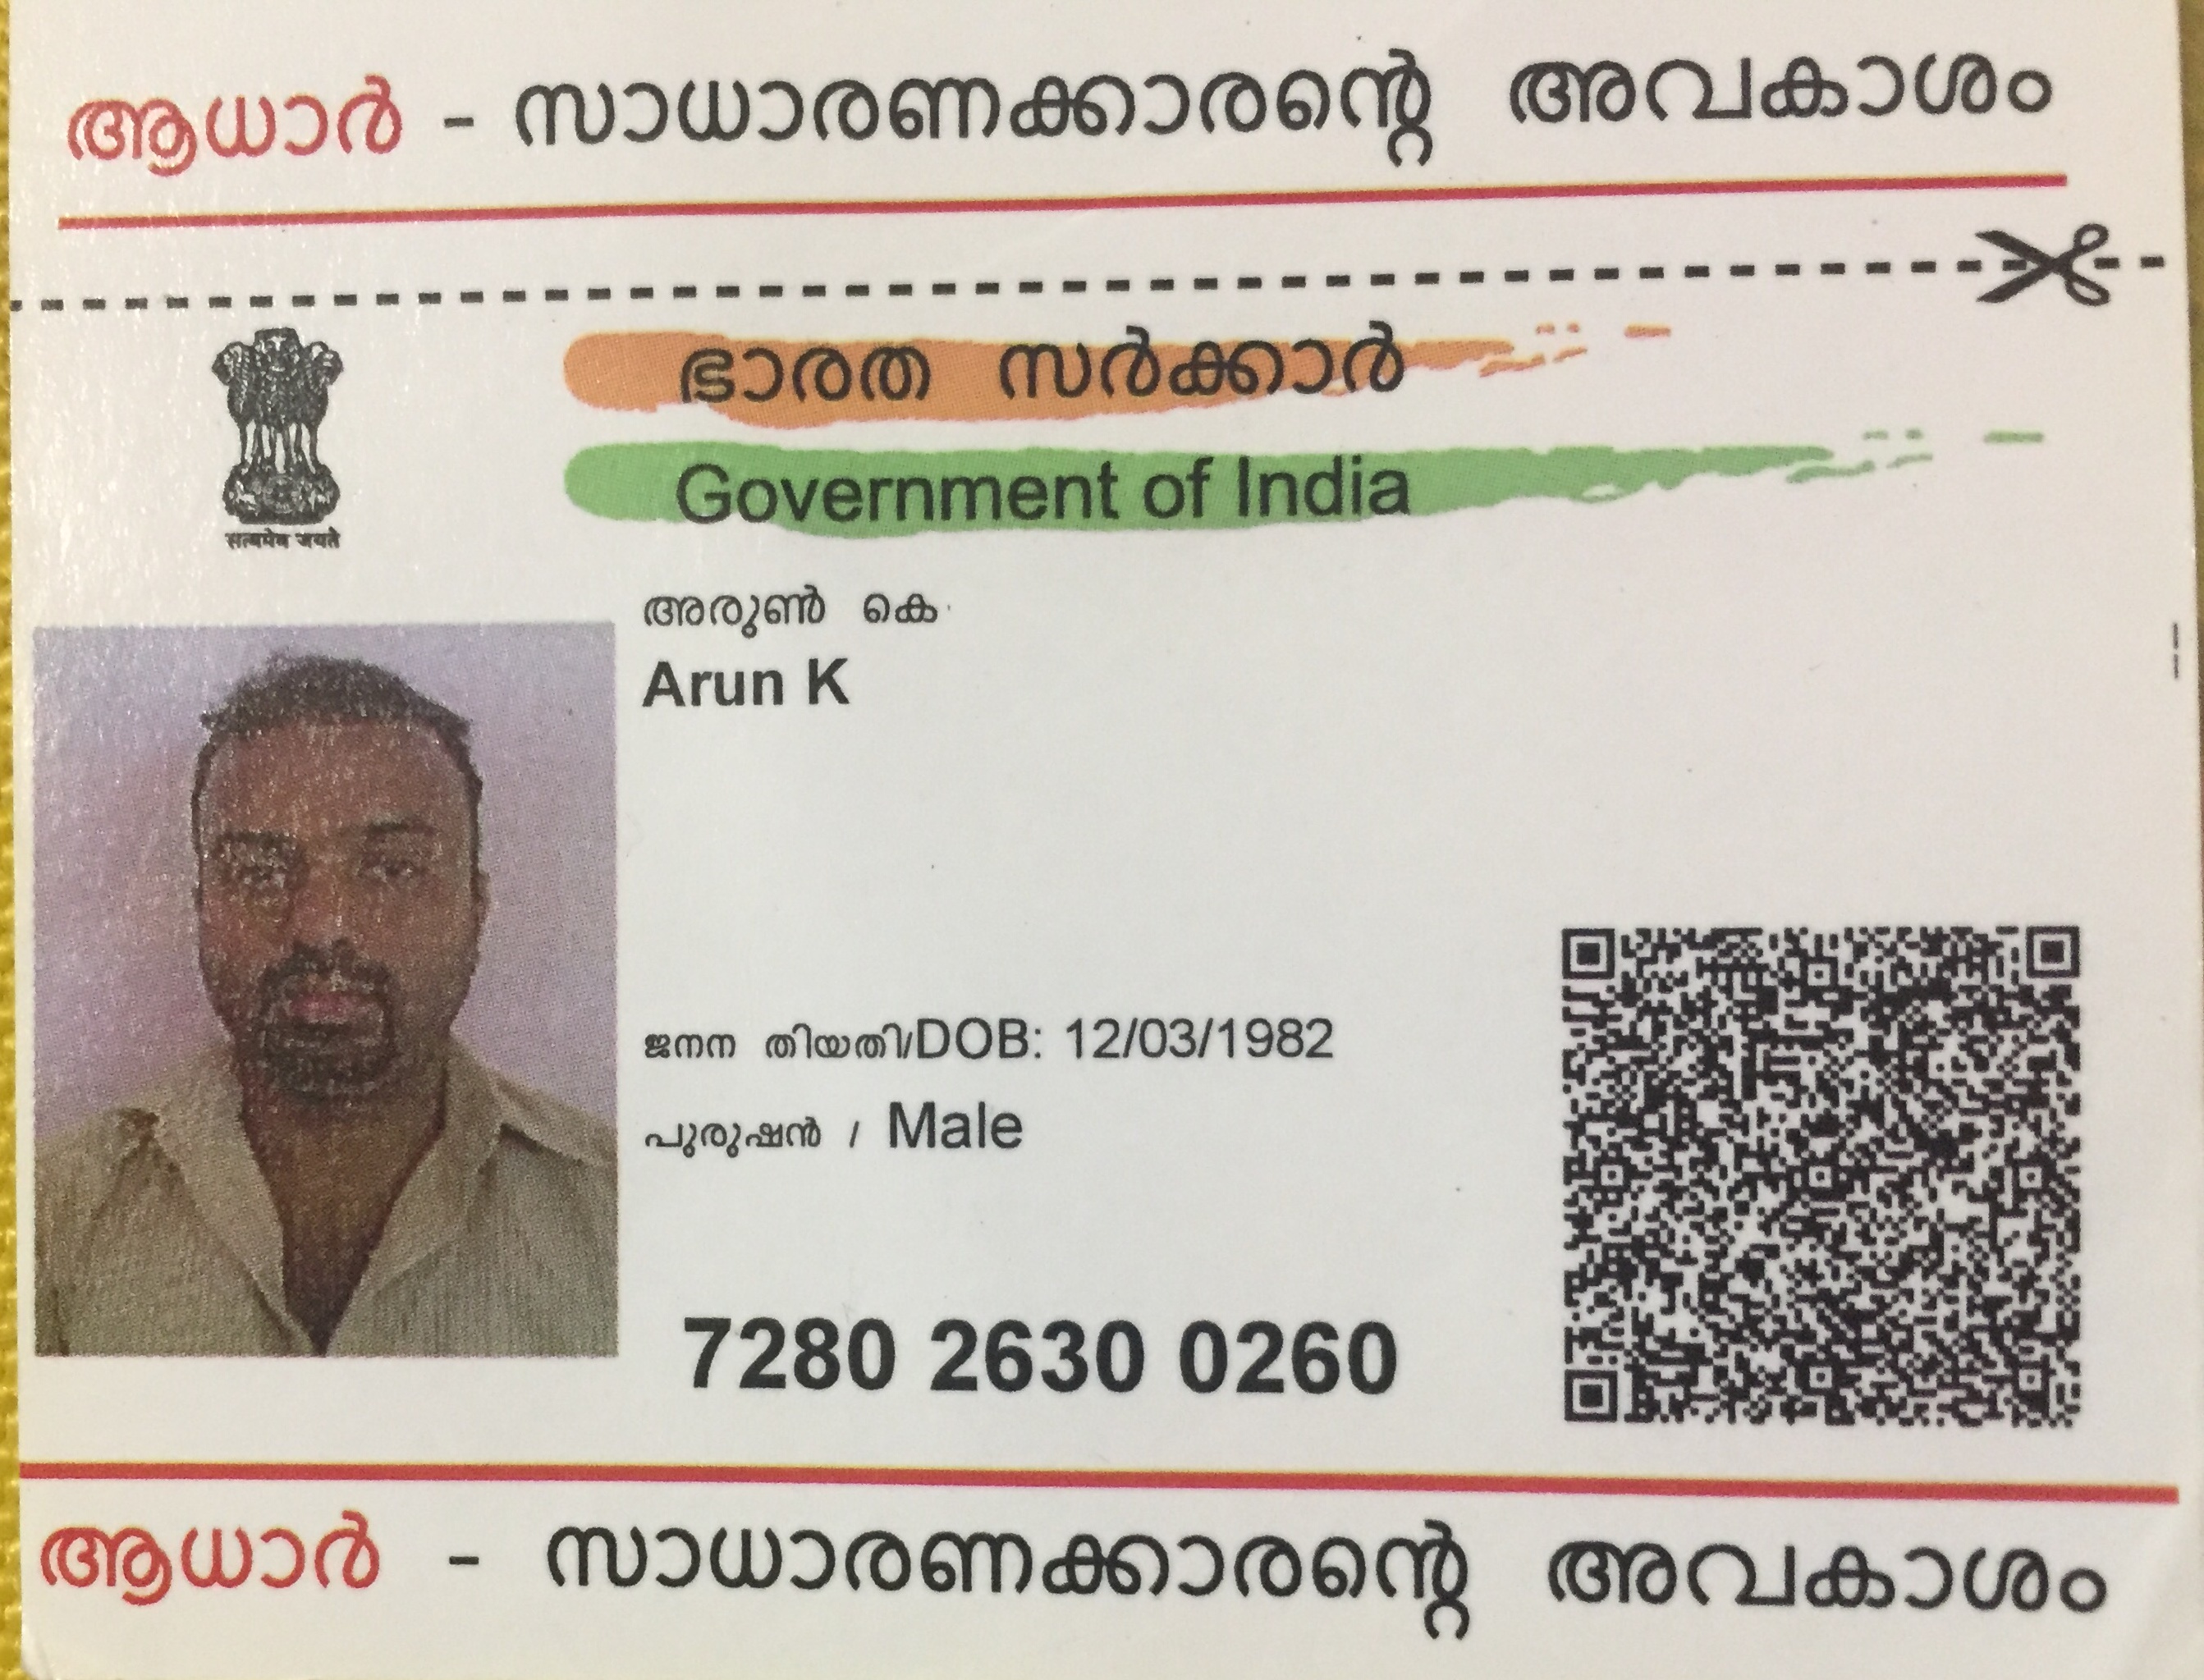 ആധാർ - സാധാരണക്കാരന്റെ അവകാശം
ഭാരത സർക്കാർ
Government of India
सत्यमेव जयते
അരുൺ കെ
Arun K
ജനന തിയതി/DOB: 12/03/1982
പുരുഷൻ / Male
7280 2630 0260
ആധാർ - സാധാരണക്കാരന്റെ അവകാശം